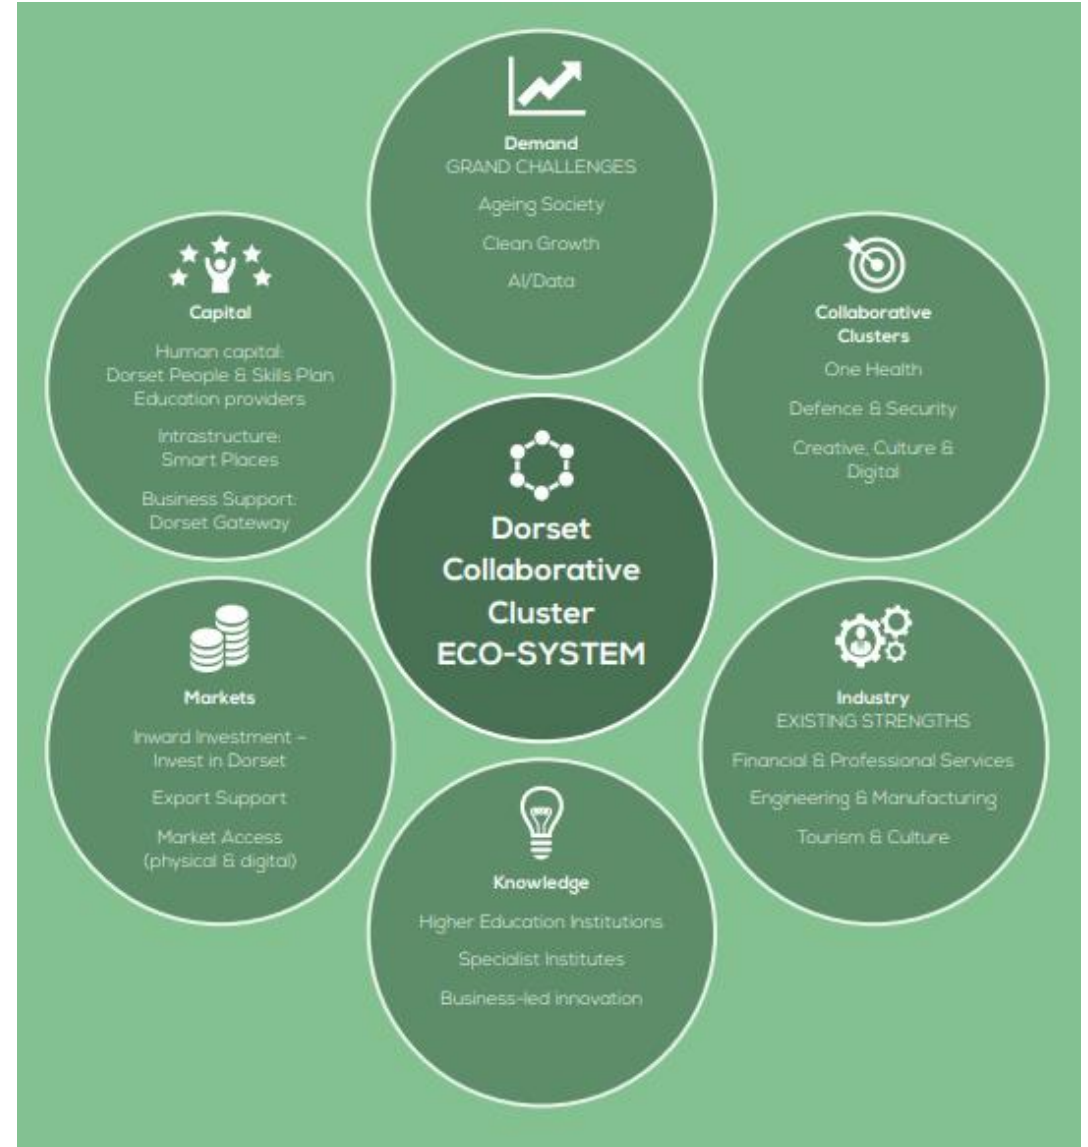 Demand
GRAND CHALLENGES
Ageing Society
Clean Growth
AI/Data
Capital
Human capital:
Dorset People & Skills Plan
Education providers
Intrastructure:
Smart Places
Business Support:
Dorset Gateway
Collaborative
Clusters
One Health
Defence & Security
Creative, Culture &
Digital
Dorset
Collaborative
Cluster
ECO-SYSTEM
Markets
Inward Investment –
Invest in Dorset
Export Support
Market Access
(physical & digital)
Industry
EXISTING STRENGTHS
Financial & Professional Services
Engineering & Manufacturing
Tourism & Culture
Knowledge
Higher Education Institutions
Specialist Institutes
Business-led innovation